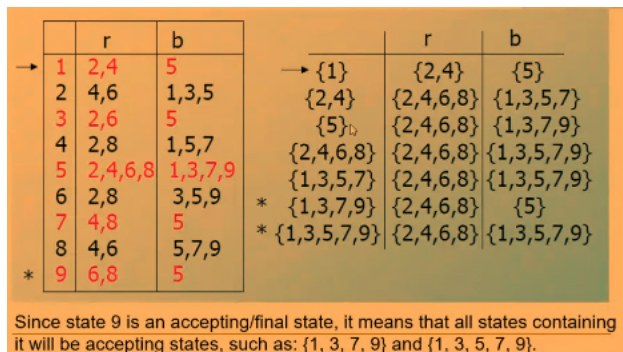 r b
→ 1 2,4 5
2 4,6 1,3,5
3 2,6 5
4 2,8 1,5,7
5 2,4,6,8 1,3,7,9
6 2,8 3,5,9
7 4,8 5
8 4,6 5,7,9
* 9 6,8 5
r b
→ {1} {2,4} {5}
{2,4} {2,4,6,8} {1,3,5,7}
{5} {2,4,6,8} {1,3,7,9}
{2,4,6,8} {2,4,6,8} {1,3,5,7,9}
{1,3,5,7} {2,4,6,8} {1,3,5,7,9}
* {1,3,7,9} {2,4,6,8} {5}
* {1,3,5,7,9} {2,4,6,8} {1,3,5,7,9}
Since state 9 is an accepting/final state, it means that all states containing
it will be accepting states, such as: {1, 3, 7, 9} and {1, 3, 5, 7, 9}.